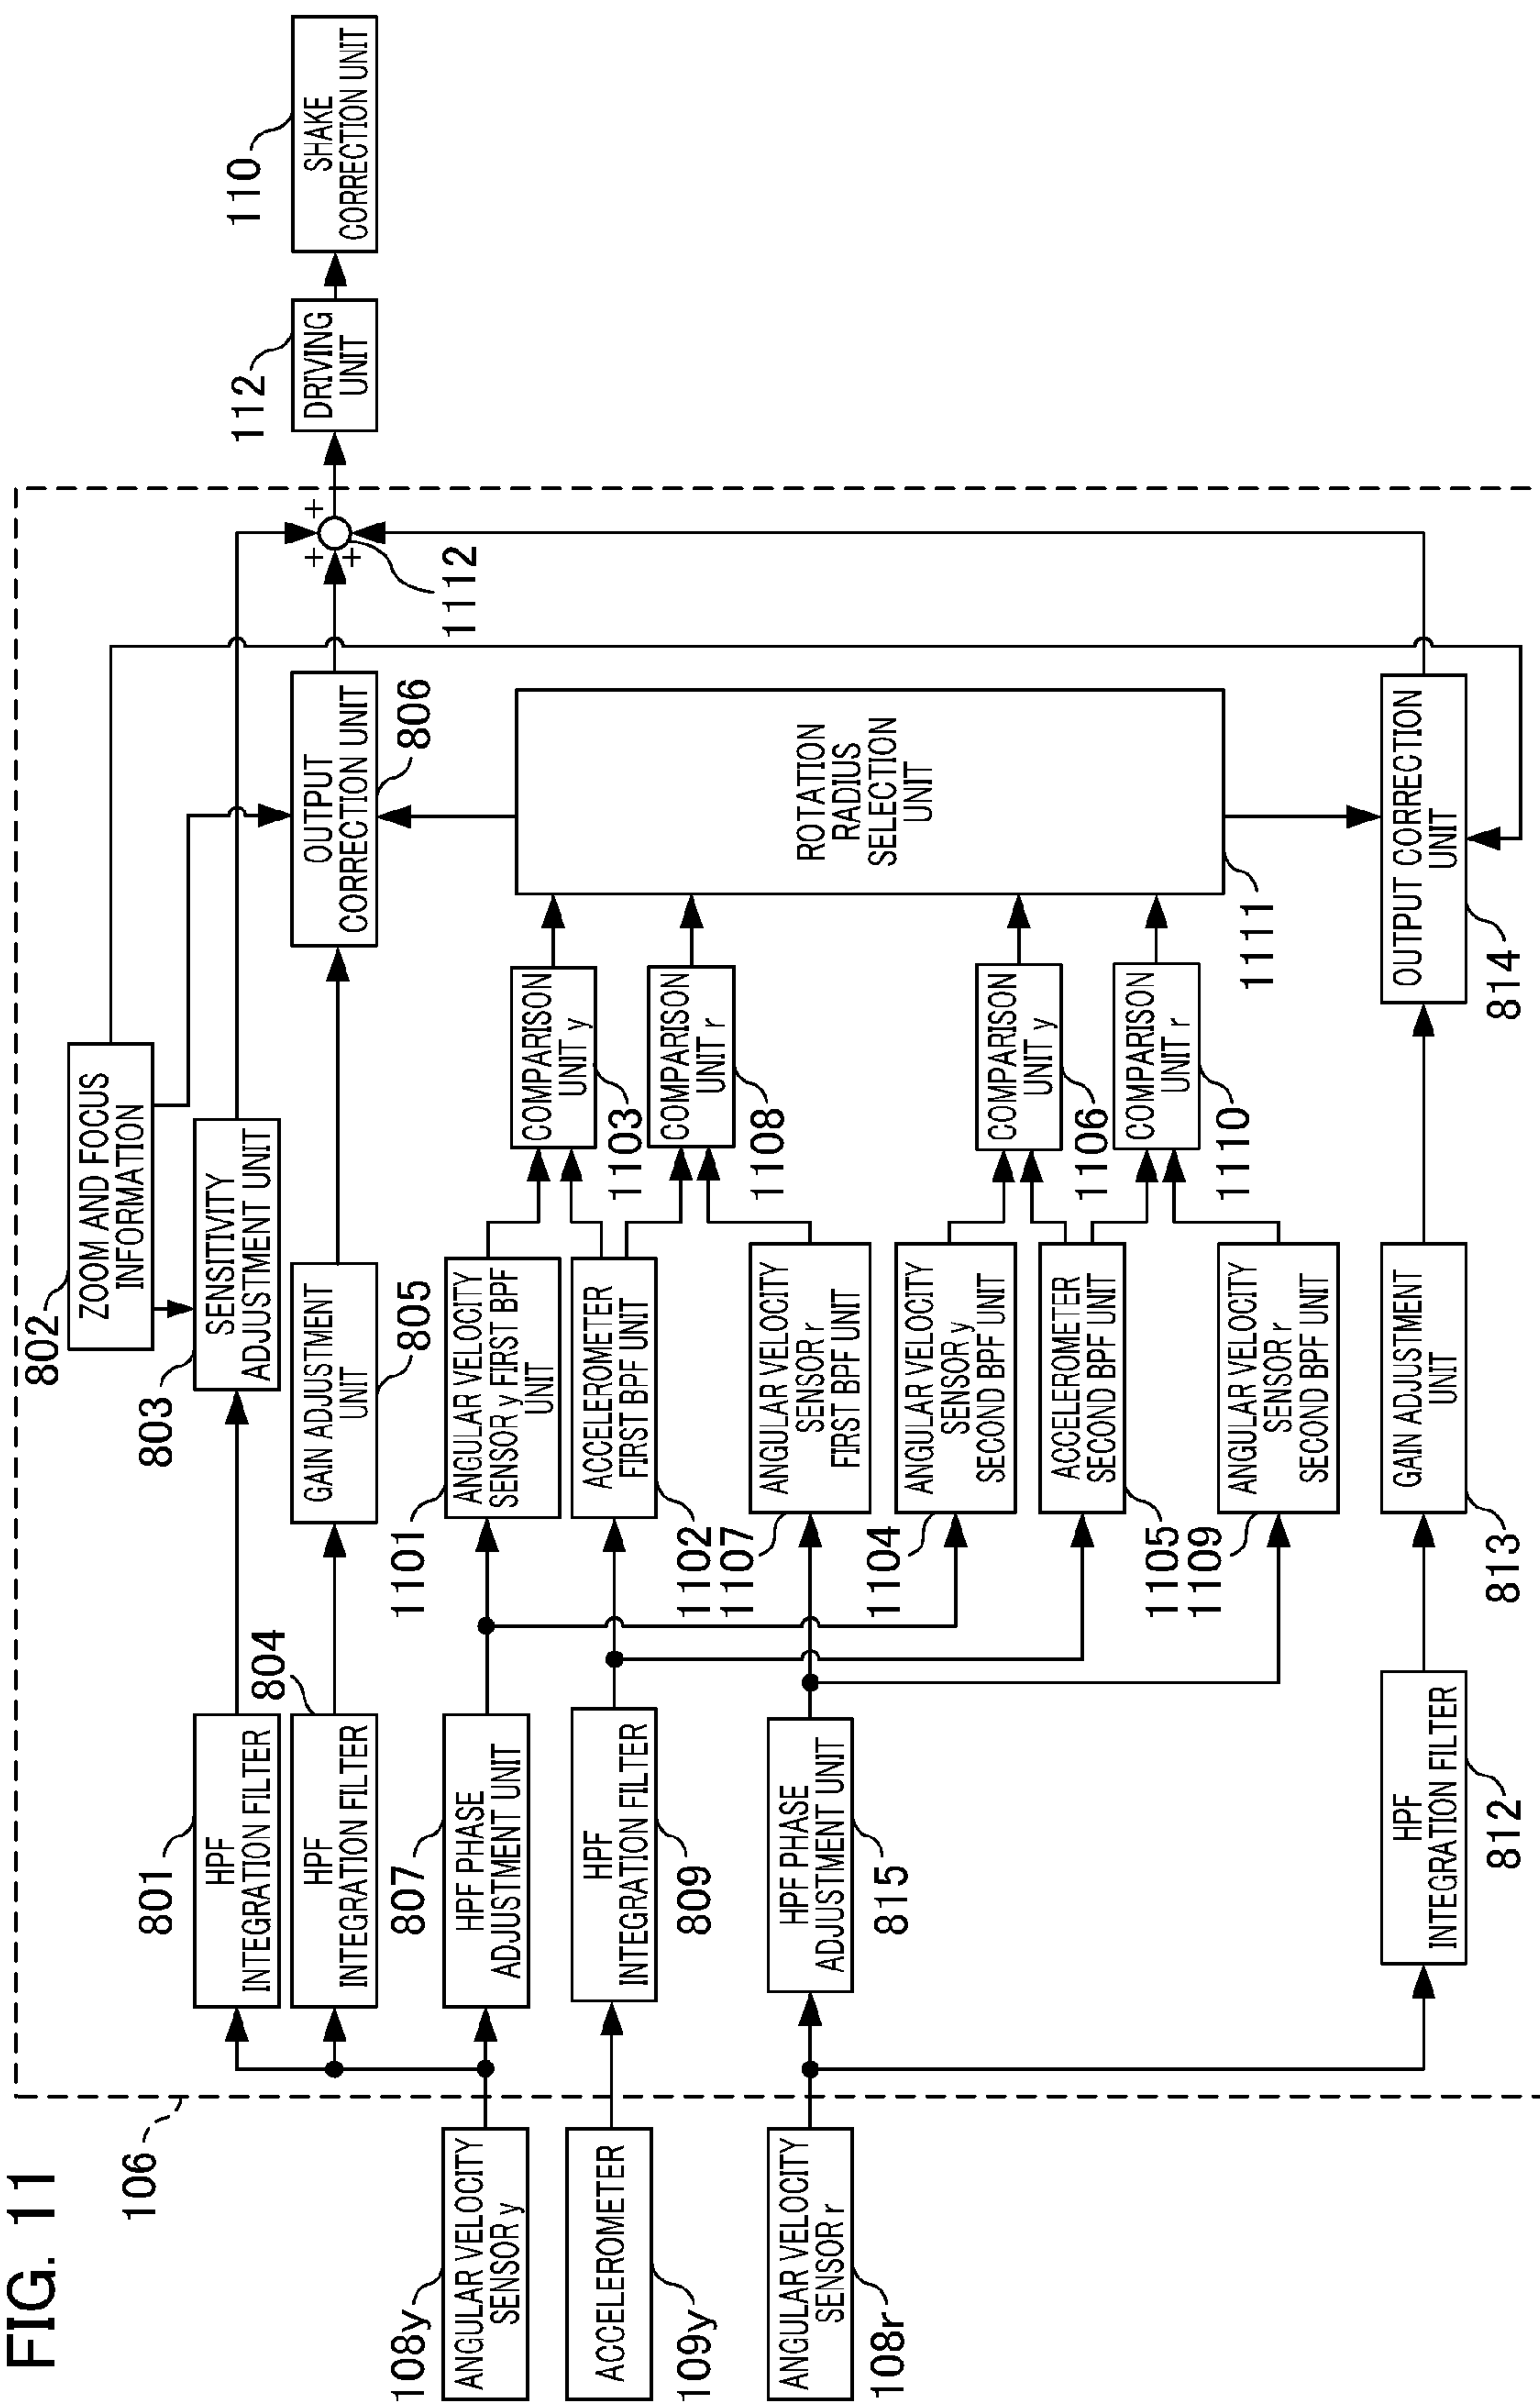 FIG. 11
106
108y
ANGULAR VELOCITY
SENSOR y
109y
ACCELEROMETER
108r
ANGULAR VELOCITY
SENSOR r
801
HPF
INTEGRATION FILTER
804
HPF
INTEGRATION FILTER
807
HPF PHASE
ADJUSTMENT UNIT
809
HPF
INTEGRATION FILTER
815
HPF PHASE
ADJUSTMENT UNIT
812
HPF
INTEGRATION FILTER
802
ZOOM AND FOCUS
INFORMATION
803
SENSITIVITY
ADJUSTMENT UNIT
805
GAIN ADJUSTMENT
UNIT
1101
ANGULAR VELOCITY
SENSOR y FIRST BPF
UNIT
1102
ACCELEROMETER
FIRST BPF UNIT
1107
ANGULAR VELOCITY
SENSOR r
FIRST BPF UNIT
1104
ANGULAR VELOCITY
SENSOR y
SECOND BPF UNIT
1105
ACCELEROMETER
SECOND BPF UNIT
1109
ANGULAR VELOCITY
SENSOR r
SECOND BPF UNIT
813
GAIN ADJUSTMENT
UNIT
1103
COMPARISON
UNIT y
1108
COMPARISON
UNIT r
1106
COMPARISON
UNIT y
1110
COMPARISON
UNIT r
806
OUTPUT
CORRECTION UNIT
1111
ROTATION
RADIUS
SELECTION
UNIT
814
OUTPUT CORRECTION
UNIT
+
+
+
1112
112
DRIVING
UNIT
110
SHAKE
CORRECTION UNIT